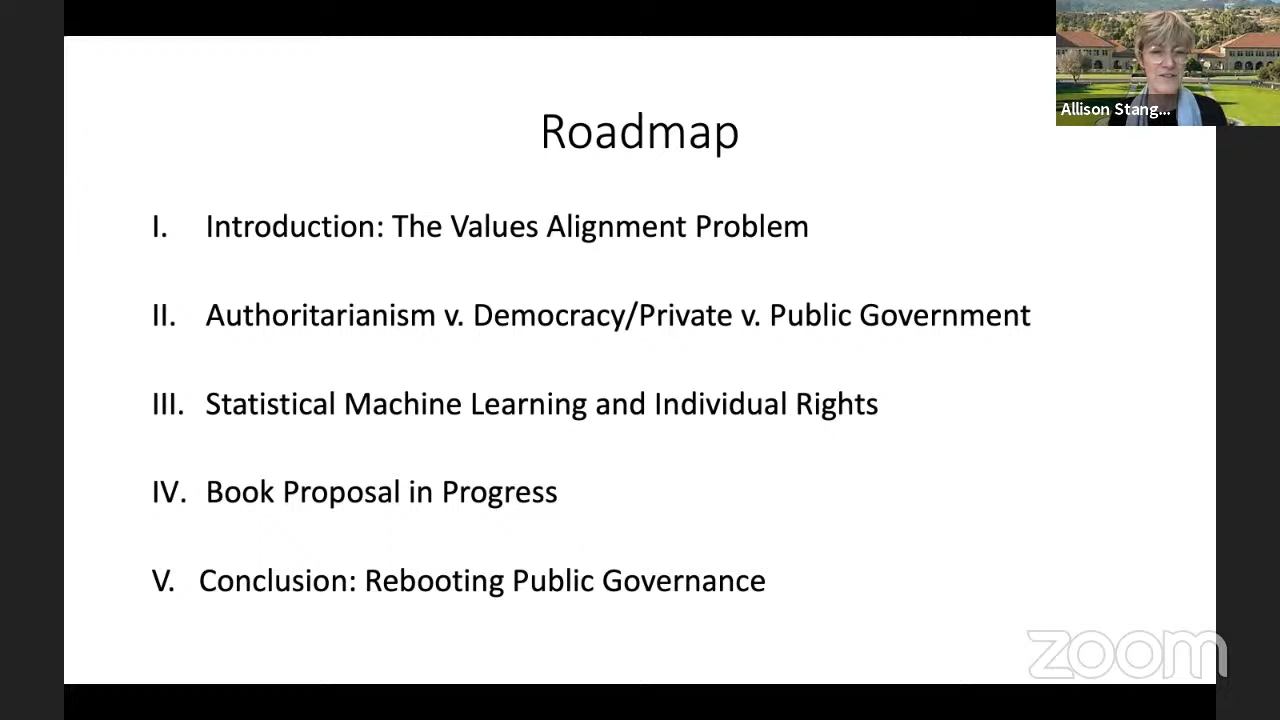 Allison Stang...
Roadmap
I. Introduction: The Values Alignment Problem
II. Authoritarianism v. Democracy/Private v. Public Government
III. Statistical Machine Learning and Individual Rights
IV. Book Proposal in Progress
V. Conclusion: Rebooting Public Governance
zoom